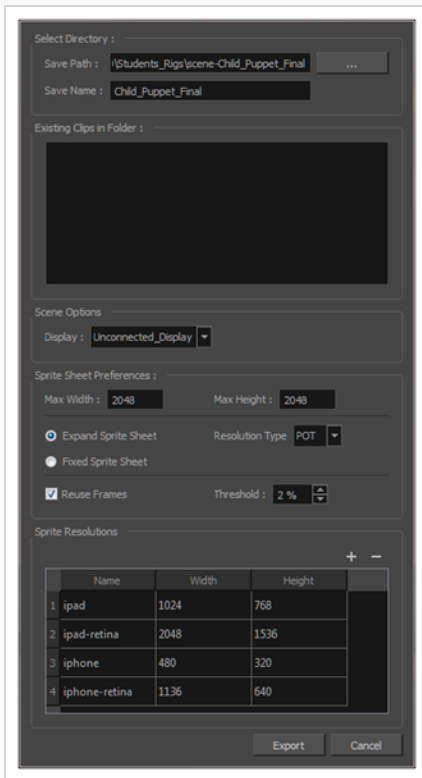 Select Directory :
Save Path : \Students_Rigs\scene-Child_Puppet_Final ...
Save Name : Child_Puppet_Final
Existing Clips in Folder :
Scene Options
Display : Unconnected_Display
Sprite Sheet Preferences :
Max Width : 2048 Max Height : 2048
Expand Sprite Sheet Resolution Type POT
Fixed Sprite Sheet
Reuse Frames Threshold : 2 %
Sprite Resolutions
+ −
Name Width Height
1 ipad 1024 768
2 ipad-retina 2048 1536
3 iphone 480 320
4 iphone-retina 1136 640
Export Cancel